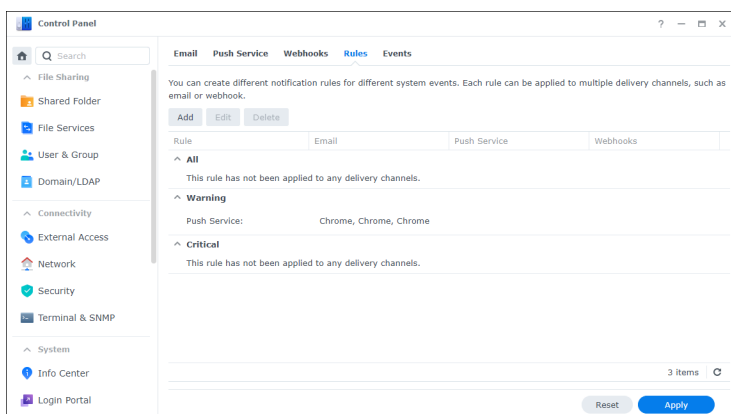 Control Panel
Search
Email Push Service Webhooks Rules Events
File Sharing
Shared Folder
File Services
User & Group
Domain/LDAP
Connectivity
External Access
Network
Security
Terminal & SNMP
System
Info Center
Login Portal
You can create different notification rules for different system events. Each rule can be applied to multiple delivery channels, such as
email or webhook.
Add Edit Delete
Rule Email Push Service Webhooks
All
This rule has not been applied to any delivery channels.
Warning
Push Service: Chrome, Chrome, Chrome
Critical
This rule has not been applied to any delivery channels.
3 items
Reset Apply